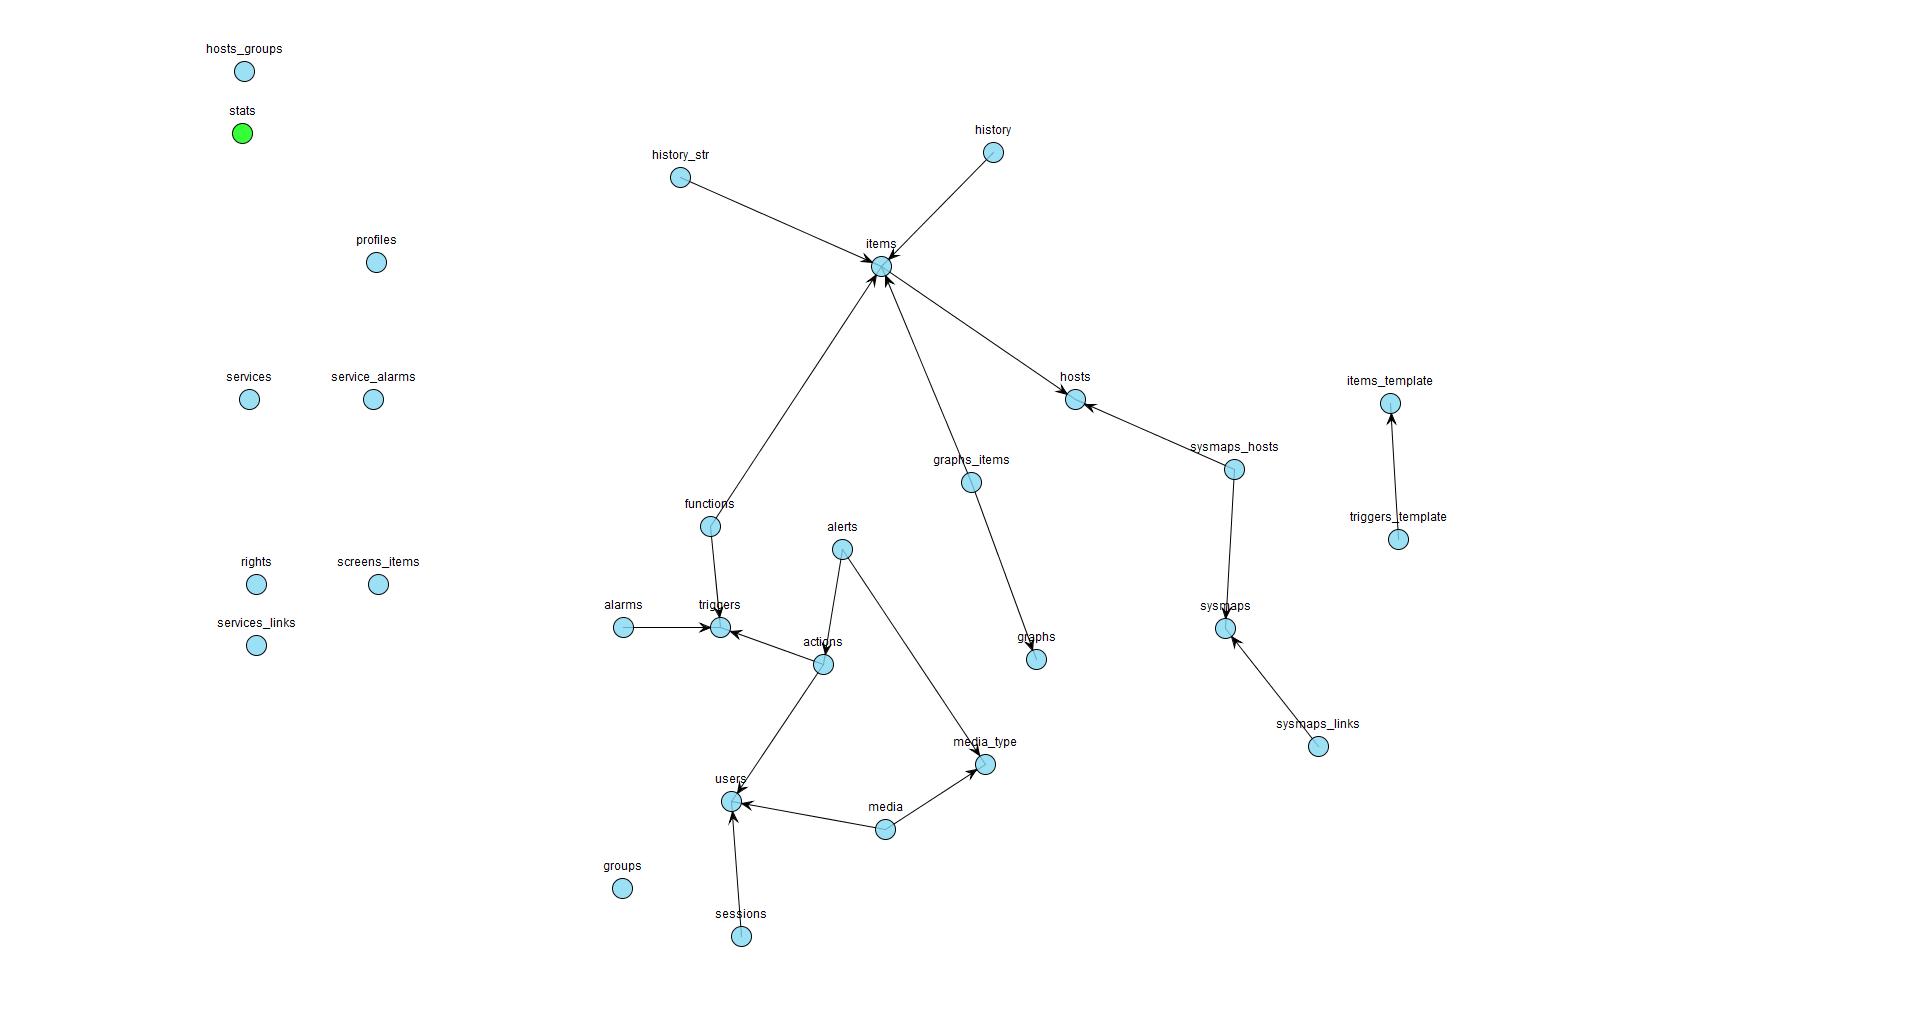 hosts_groups
stats
history
history_str
profiles
items
services
service_alarms
hosts
items_template
sysmaps_hosts
graphs_items
functions
triggers_template
alerts
rights
screens_items
alarms
triggers
sysmaps
services_links
actions
graphs
sysmaps_links
media_type
users
media
groups
sessions